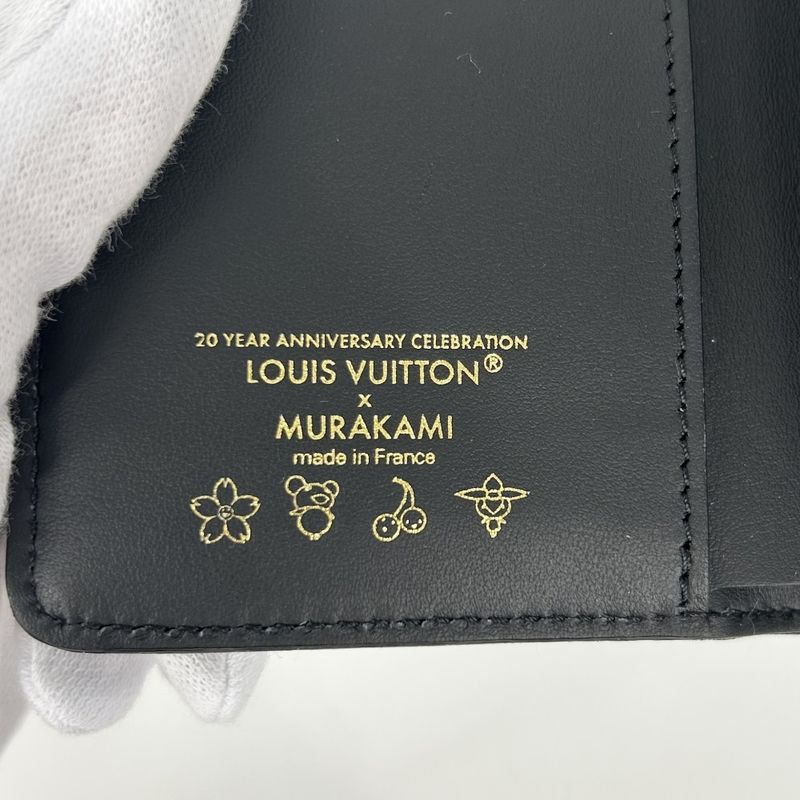 20 YEAR ANNIVERSARY CELEBRATION
LOUIS VUITTON®
x
MURAKAMI
made in France